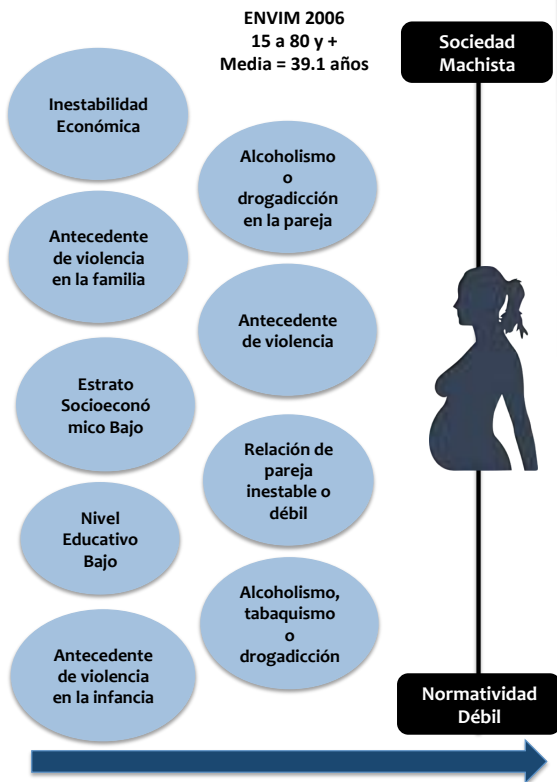 ENVIM 2006
15 a 80 y +
Media = 39.1 años
Sociedad
Machista
Inestabilidad
Económica
Alcoholismo
o
drogadicción
en la pareja
Antecedente
de violencia
en la familia
Antecedente
de violencia
Estrato
Socioeconó
mico Bajo
Relación de
pareja
inestable o
débil
Nivel
Educativo
Bajo
Alcoholismo,
tabaquismo
o
drogadicción
Antecedente
de violencia
en la infancia
Normatividad
Débil